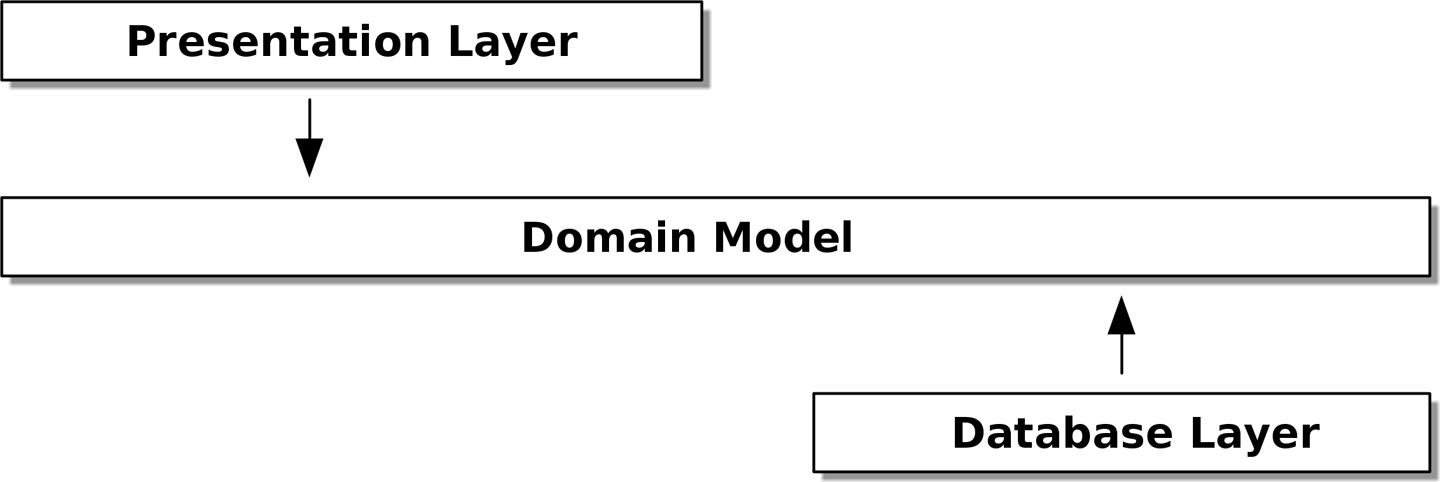 Presentation Layer
Domain Model
Database Layer